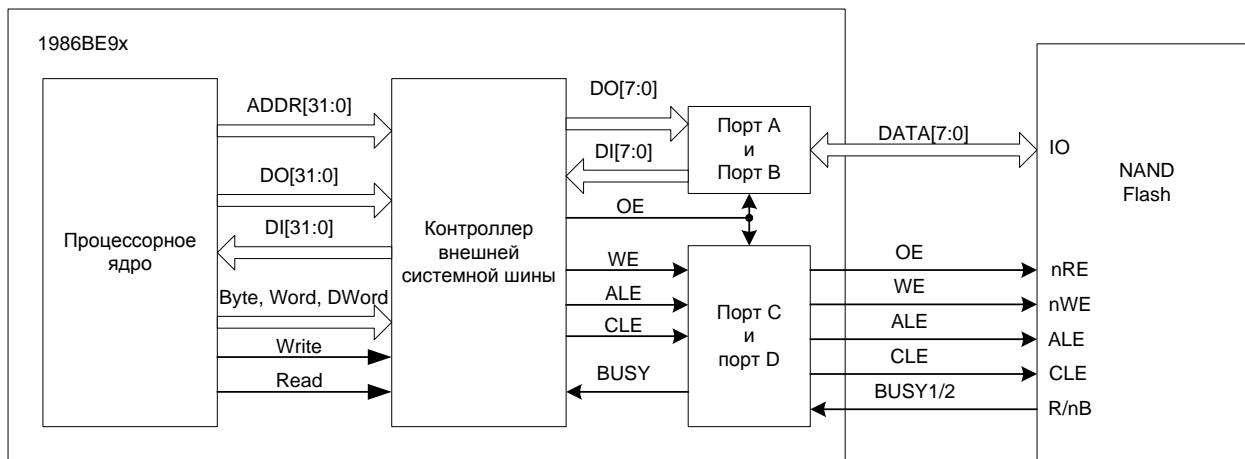 1986BE9x
Процессорное
ядро
ADDR[31:0]
DO[31:0]
DI[31:0]
Byte, Word, DWord
Write
Read
Контроллер
внешней
системной шины
DO[7:0]
DI[7:0]
OE
WE
ALE
CLE
BUSY
Порт A
и
Порт B
Порт C
и
порт D
DATA[7:0]
OE
WE
ALE
CLE
BUSY1/2
IO
NAND
Flash
nRE
nWE
ALE
CLE
R/nB